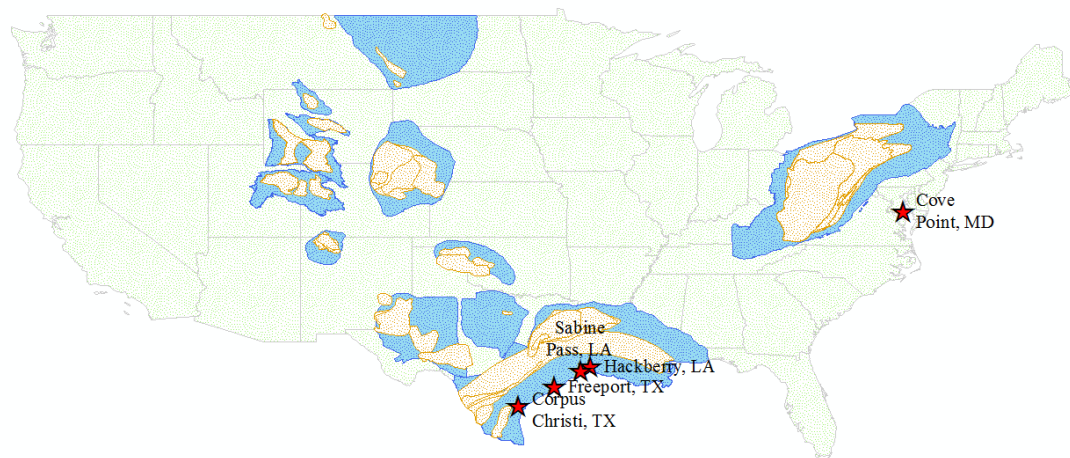 Cove
Point, MD
Sabine
Pass, LA
Hackberry, LA
Freeport, TX
Corpus
Christi, TX